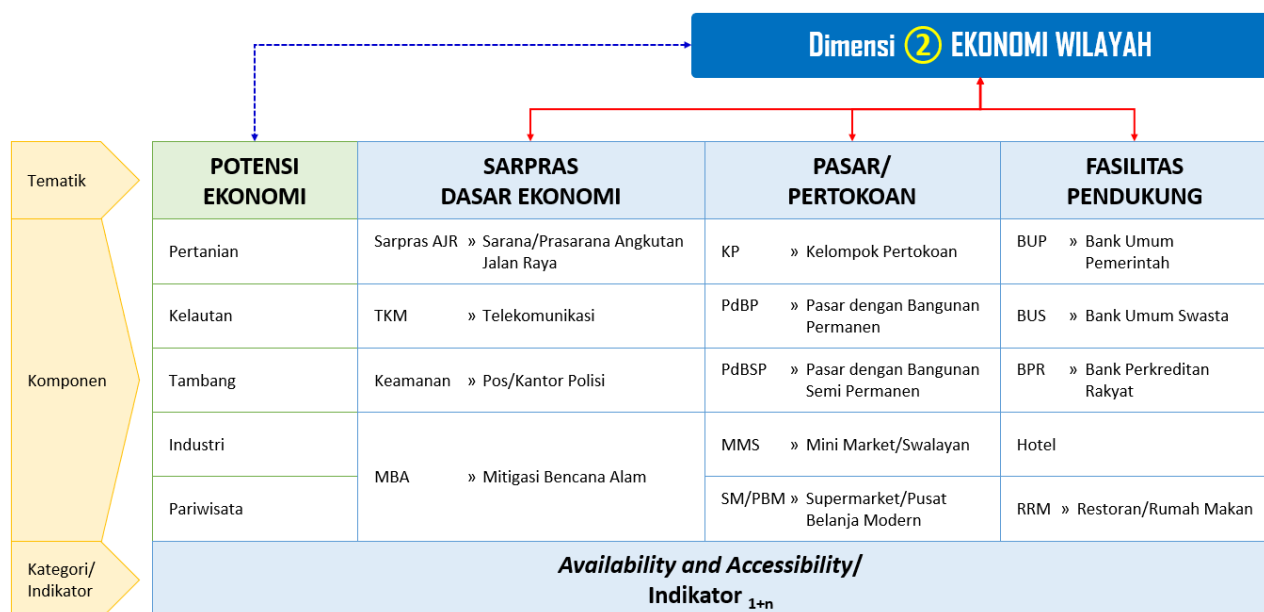 Dimensi ② EKONOMI WILAYAH
Tematik
POTENSI
EKONOMI
SARPRAS
DASAR EKONOMI
PASAR/
PERTOKOAN
FASILITAS
PENDUKUNG
Komponen
Pertanian
Sarpras AJR » Sarana/Prasarana Angkutan
Jalan Raya
KP » Kelompok Pertokoan
BUP » Bank Umum
Pemerintah
Kelautan
TKM » Telekomunikasi
PdBP » Pasar dengan Bangunan
Permanen
BUS » Bank Umum Swasta
Tambang
Keamanan » Pos/Kantor Polisi
PdBSP » Pasar dengan Bangunan
Semi Permanen
BPR » Bank Perkreditan
Rakyat
Industri
MBA » Mitigasi Bencana Alam
MMS » Mini Market/Swalayan
Hotel
Pariwisata
SM/PBM » Supermarket/Pusat
Belanja Modern
RRM » Restoran/Rumah Makan
Kategori/
Indikator
Availability and Accessibility/
Indikator 1+n